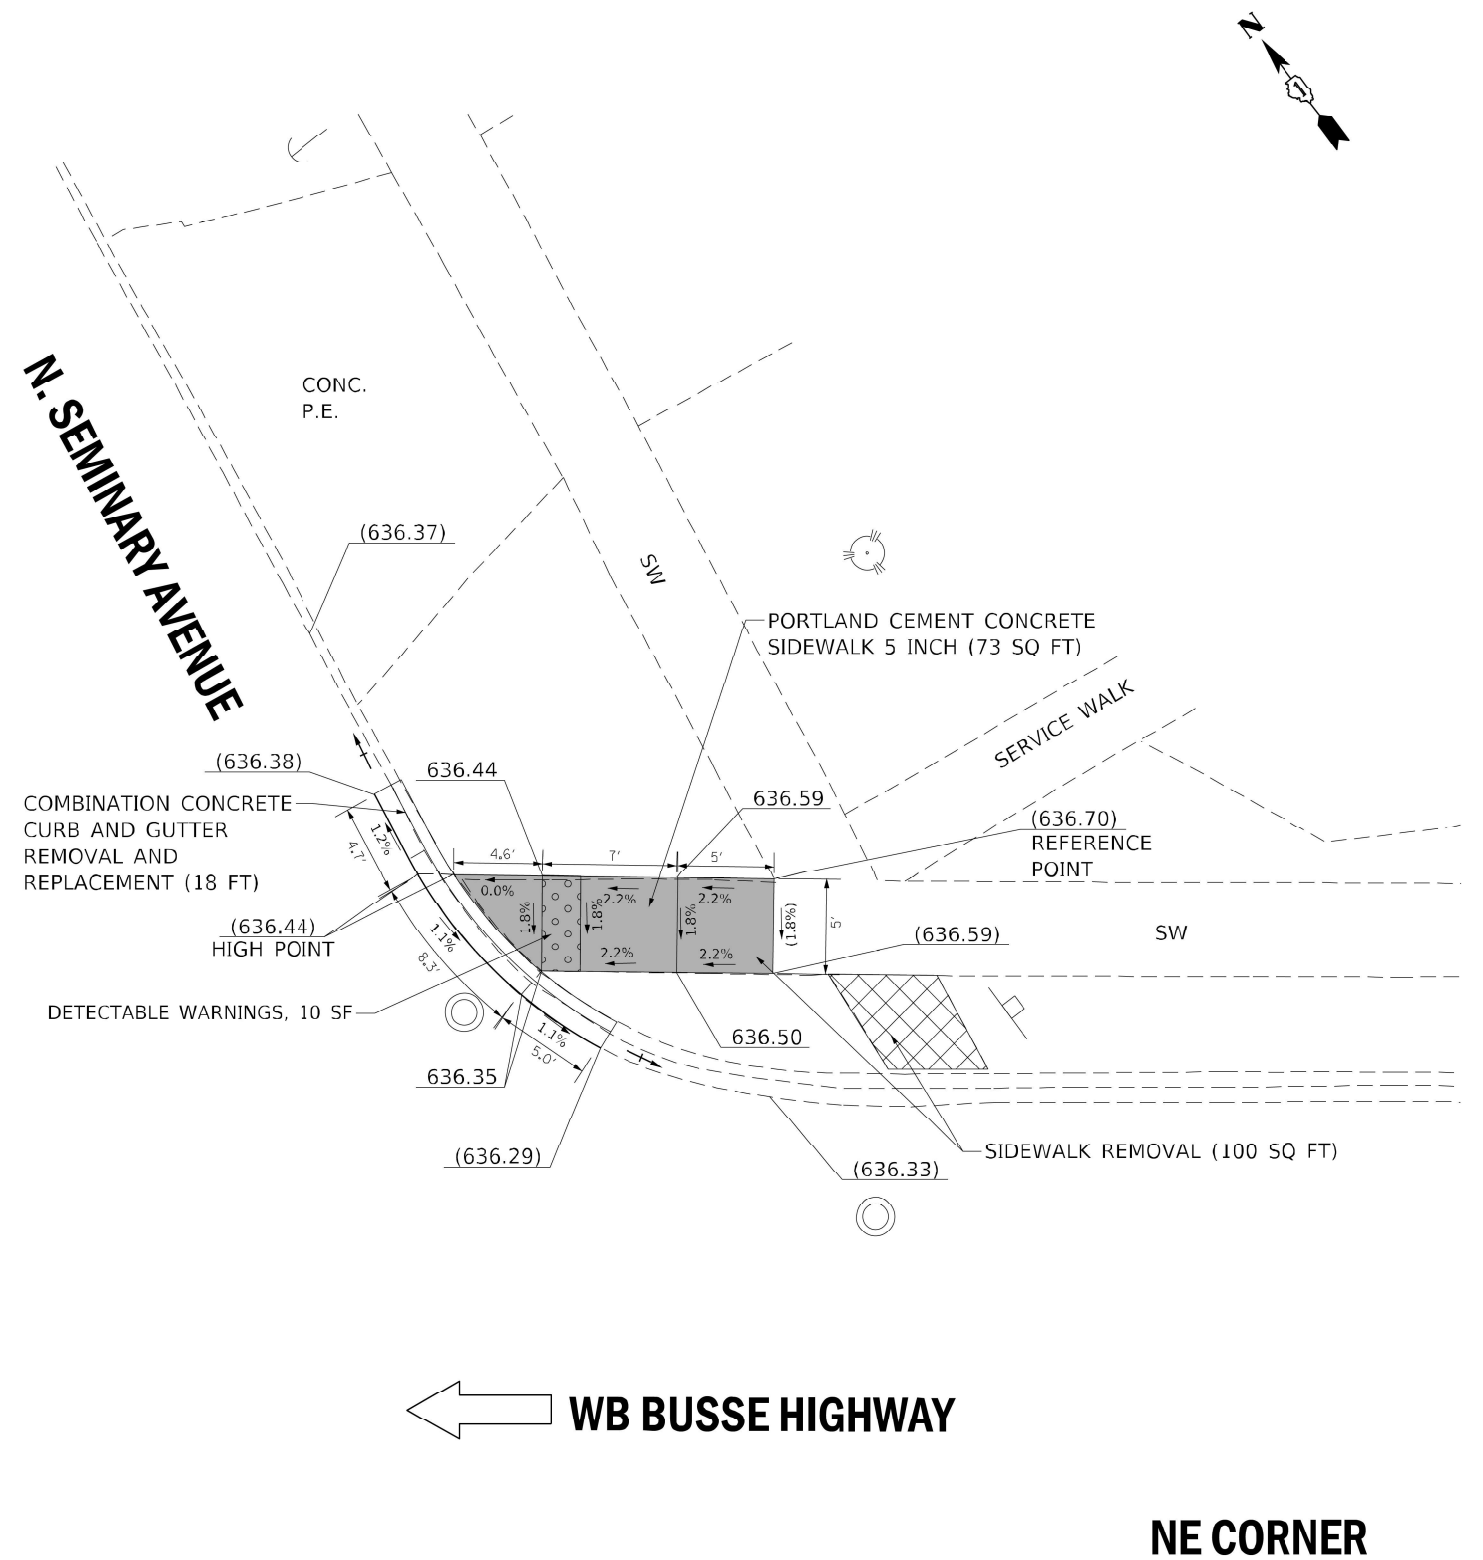 N
1
N. SEMINARY AVENUE
CONC.
P.E.
(636.37)
SW
PORTLAND CEMENT CONCRETE
SIDEWALK 5 INCH (73 SQ FT)
SERVICE WALK
(636.38)
636.44
COMBINATION CONCRETE
CURB AND GUTTER
REMOVAL AND
REPLACEMENT (18 FT)
636.59
(636.70)
REFERENCE
POINT
1.2%
4.7'
4.6'
7'
5'
0.0%
2.2%
2.2%
1.8%
1.8%
1.8%
(1.8%)
5'
(636.44)
HIGH POINT
1.1%
8.3'
2.2%
2.2%
(636.59)
SW
DETECTABLE WARNINGS, 10 SF
1.1%
5.0'
636.50
636.35
(636.29)
(636.33)
SIDEWALK REMOVAL (100 SQ FT)
WB BUSSE HIGHWAY
NE CORNER